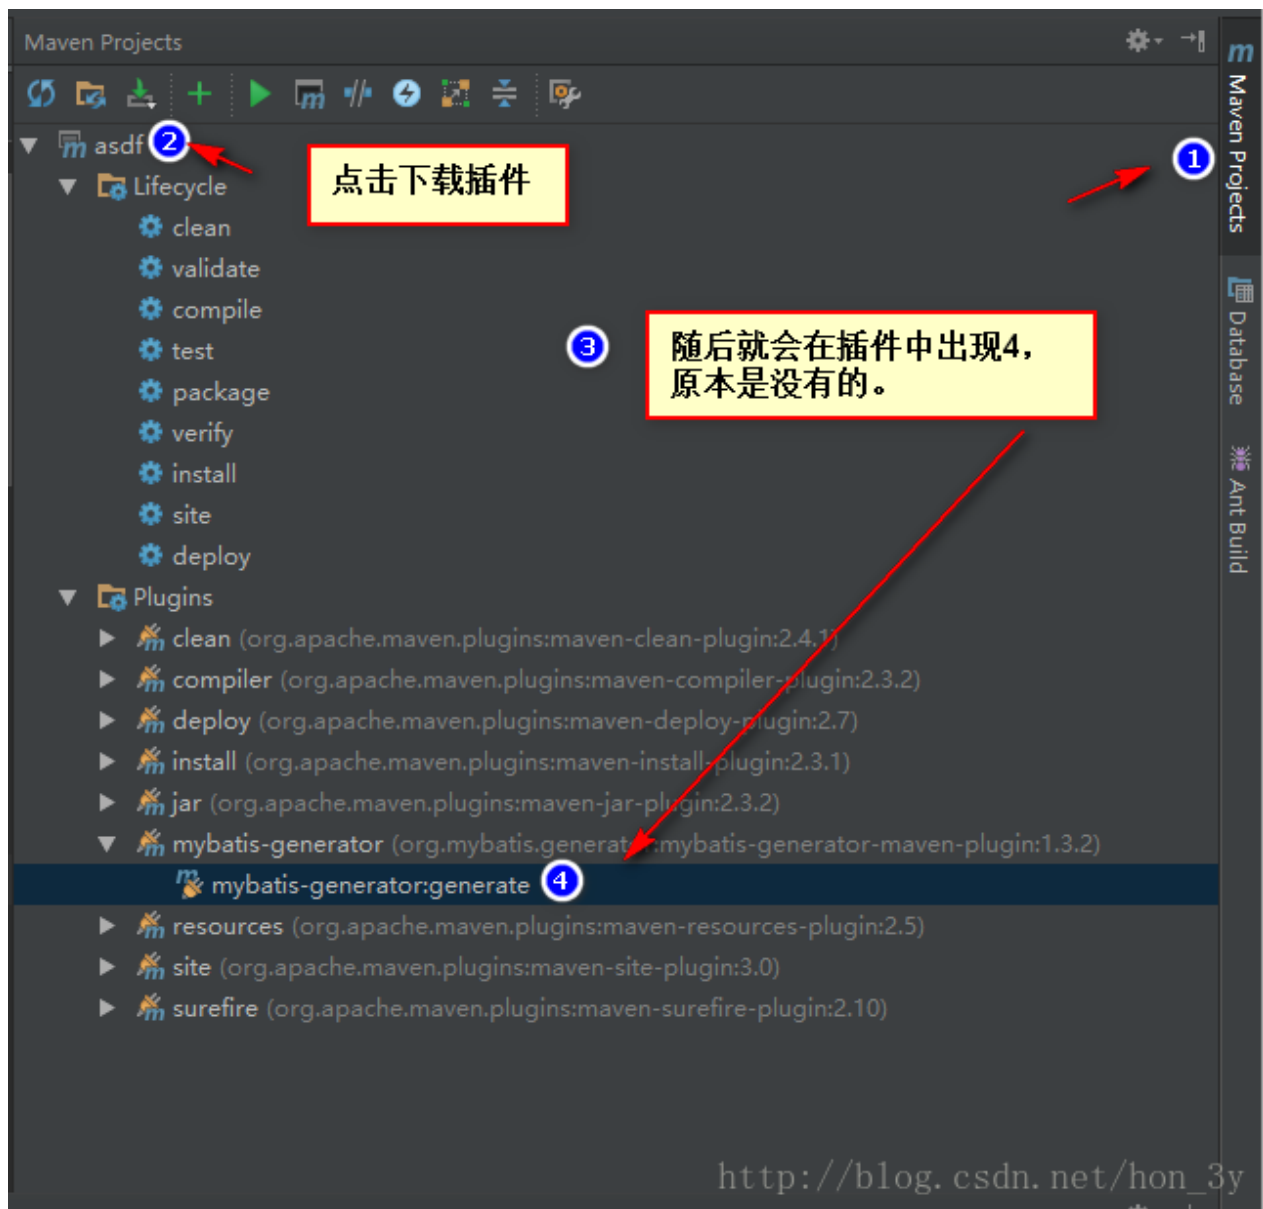 Maven Projects
asdf 2
点击下载插件
1
Maven Projects
Lifecycle
clean
validate
compile
test
package
verify
install
site
deploy
3
随后就会在插件中出现4，
原本是没有的。
Database
Ant Build
Plugins
clean (org.apache.maven.plugins:maven-clean-plugin:2.4.1)
compiler (org.apache.maven.plugins:maven-compiler-plugin:2.3.2)
deploy (org.apache.maven.plugins:maven-deploy-plugin:2.7)
install (org.apache.maven.plugins:maven-install-plugin:2.3.1)
jar (org.apache.maven.plugins:maven-jar-plugin:2.3.2)
mybatis-generator (org.mybatis.generator:mybatis-generator-maven-plugin:1.3.2)
mybatis-generator:generate 4
resources (org.apache.maven.plugins:maven-resources-plugin:2.5)
site (org.apache.maven.plugins:maven-site-plugin:3.0)
surefire (org.apache.maven.plugins:maven-surefire-plugin:2.10)
http://blog.csdn.net/hon_3y